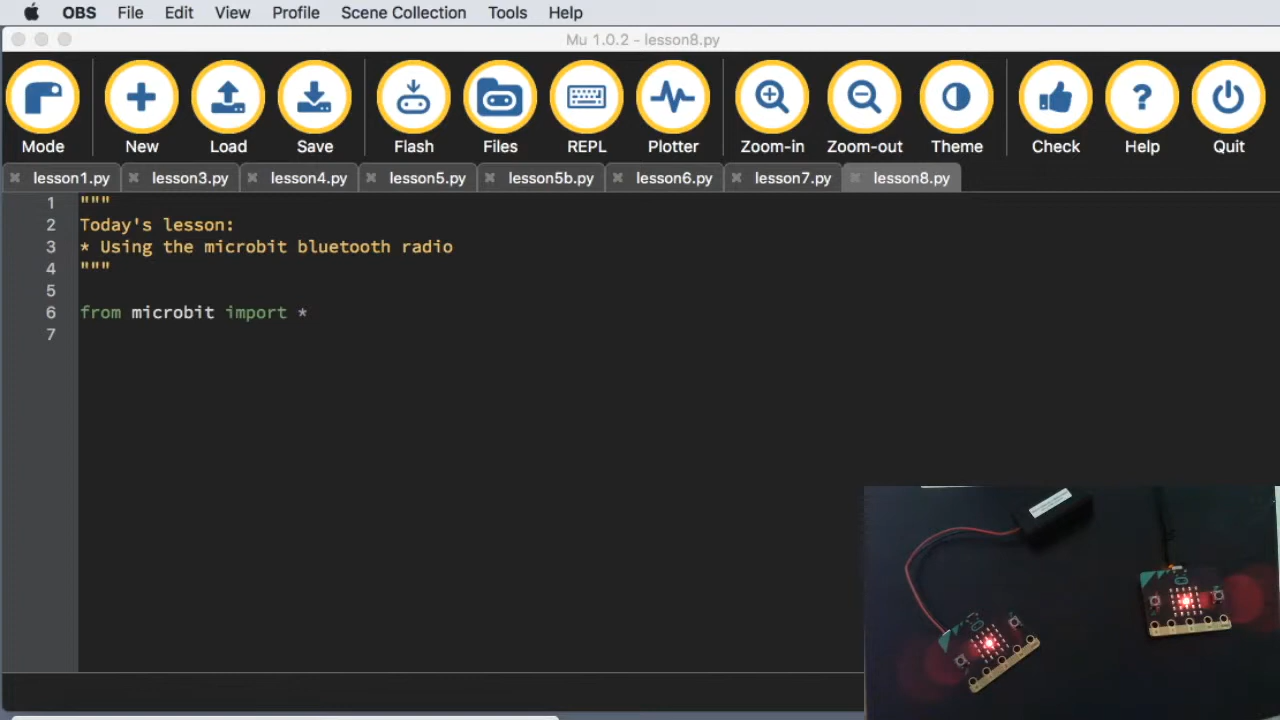 OBS File Edit View Profile Scene Collection Tools Help
Mu 1.0.2 - lesson8.py
Mode New Load Save Flash Files REPL Plotter Zoom-in Zoom-out Theme Check Help Quit
lesson1.py lesson3.py lesson4.py lesson5.py lesson5b.py lesson6.py lesson7.py lesson8.py
1 """
2 Today's lesson:
3 * Using the microbit bluetooth radio
4 """
5
6 from microbit import *
7